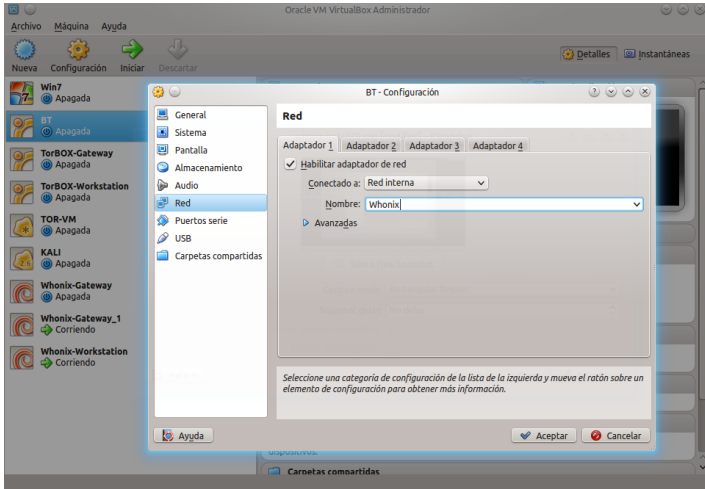 Oracle VM VirtualBox Administrador
Archivo Máquina Ayuda
Nueva Configuración Iniciar Descartar
Detalles Instantáneas
Win7
Apagada
BT
Apagada
TorBOX-Gateway
Apagada
TorBOX-Workstation
Apagada
TOR-VM
Apagada
KALI
Apagada
Whonix-Gateway
Apagada
Whonix-Gateway_1
Corriendo
Whonix-Workstation
Corriendo
BT - Configuración
General
Sistema
Pantalla
Almacenamiento
Audio
Red
Puertos serie
USB
Carpetas compartidas
Red
Adaptador 1 Adaptador 2 Adaptador 3 Adaptador 4
Habilitar adaptador de red
Conectado a: Red interna
Nombre: Whonix
Avanzadas
Seleccione una categoría de configuración de la lista de la izquierda y mueva el ratón sobre un
elemento de configuración para obtener más información.
Ayuda
Aceptar Cancelar
dispositivos.
Carpetas compartidas